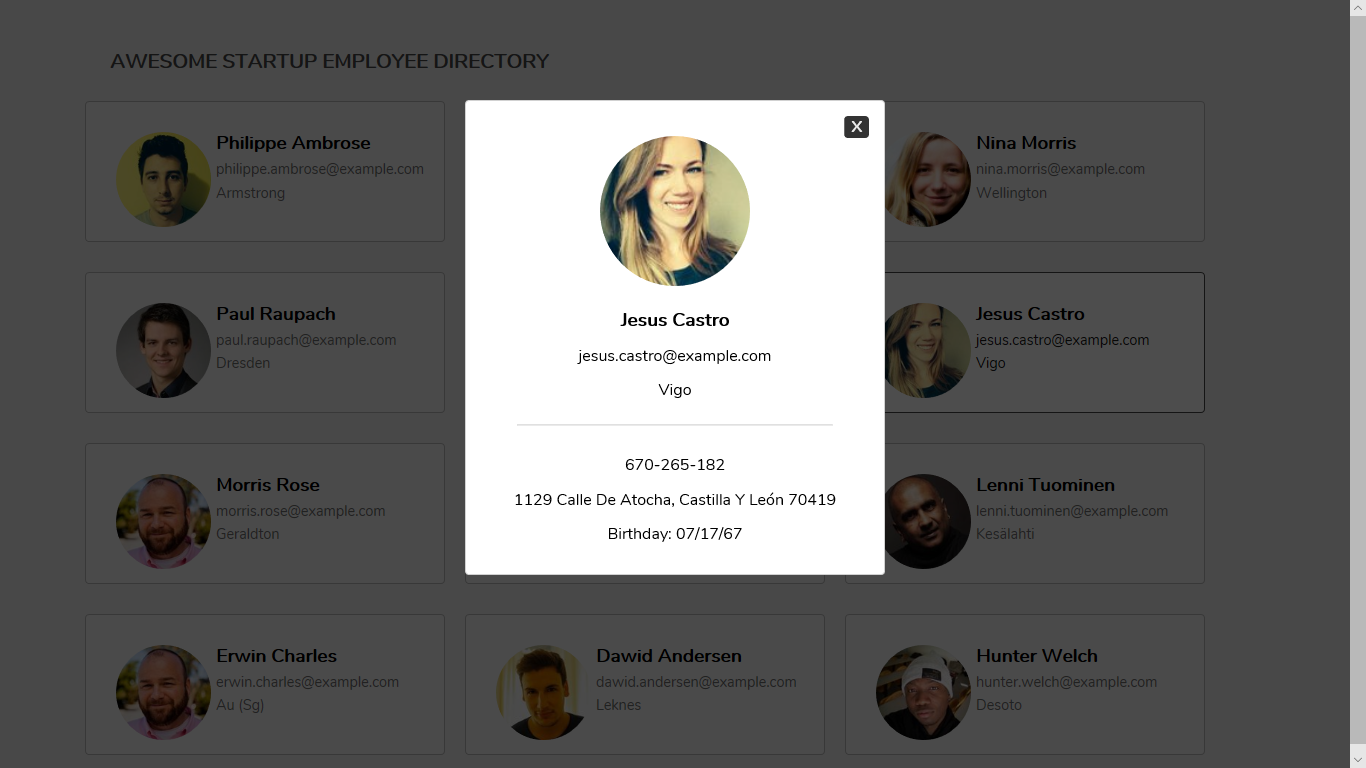 AWESOME STARTUP EMPLOYEE DIRECTORY
Philippe Ambrose
philippe.ambrose@example.com
Armstrong
Nina Morris
nina.morris@example.com
Wellington
Paul Raupach
paul.raupach@example.com
Dresden
Jesus Castro
jesus.castro@example.com
Vigo
Morris Rose
morris.rose@example.com
Geraldton
Lenni Tuominen
lenni.tuominen@example.com
Kesälahti
Erwin Charles
erwin.charles@example.com
Au (Sg)
Dawid Andersen
dawid.andersen@example.com
Leknes
Hunter Welch
hunter.welch@example.com
Desoto
X
Jesus Castro
jesus.castro@example.com
Vigo
670-265-182
1129 Calle De Atocha, Castilla Y León 70419
Birthday: 07/17/67